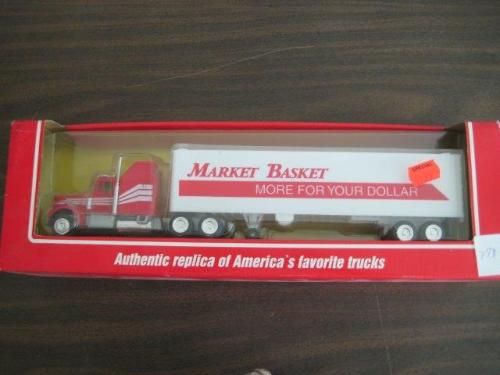 MARKET BASKET
MORE FOR YOUR DOLLAR
Authentic replica of America's favorite trucks